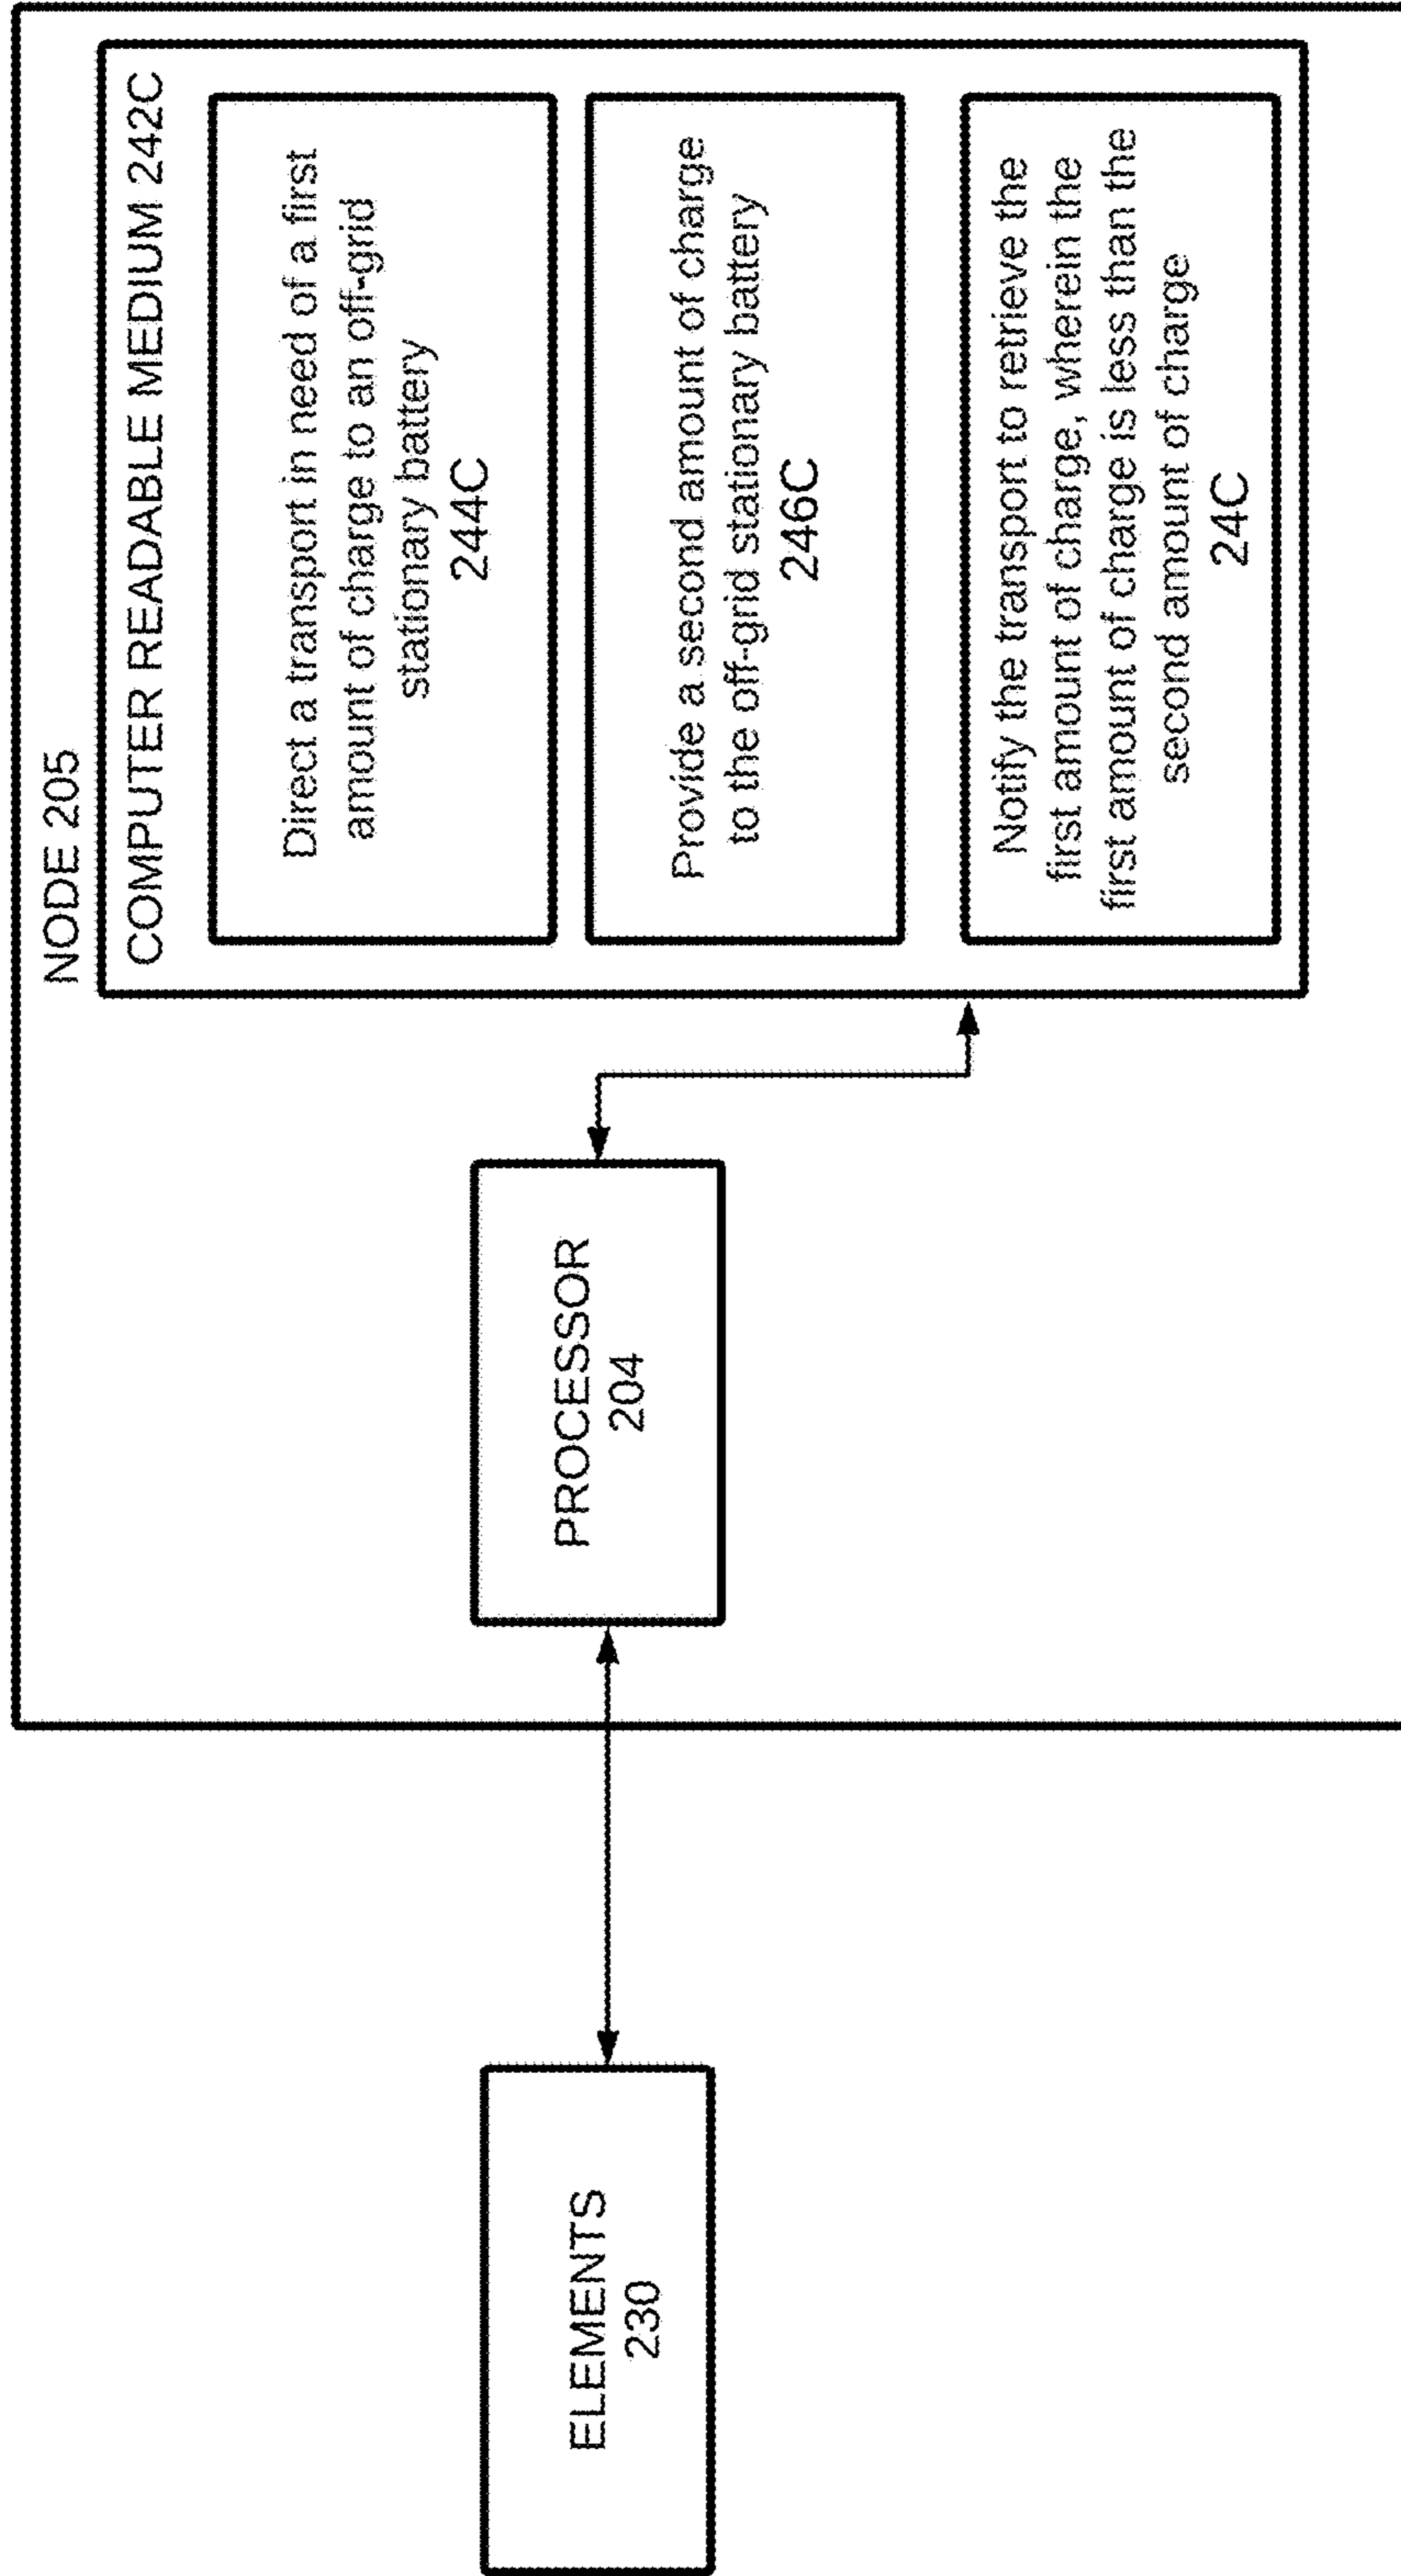 NODE 205
COMPUTER READABLE MEDIUM 242C
Direct a transport in need of a first
amount of charge to an off-grid
stationary battery
244C
Provide a second amount of charge
to the off-grid stationary battery
246C
Notify the transport to retrieve the
first amount of charge, wherein the
first amount of charge is less than the
second amount of charge
24C
PROCESSOR
204
ELEMENTS
230